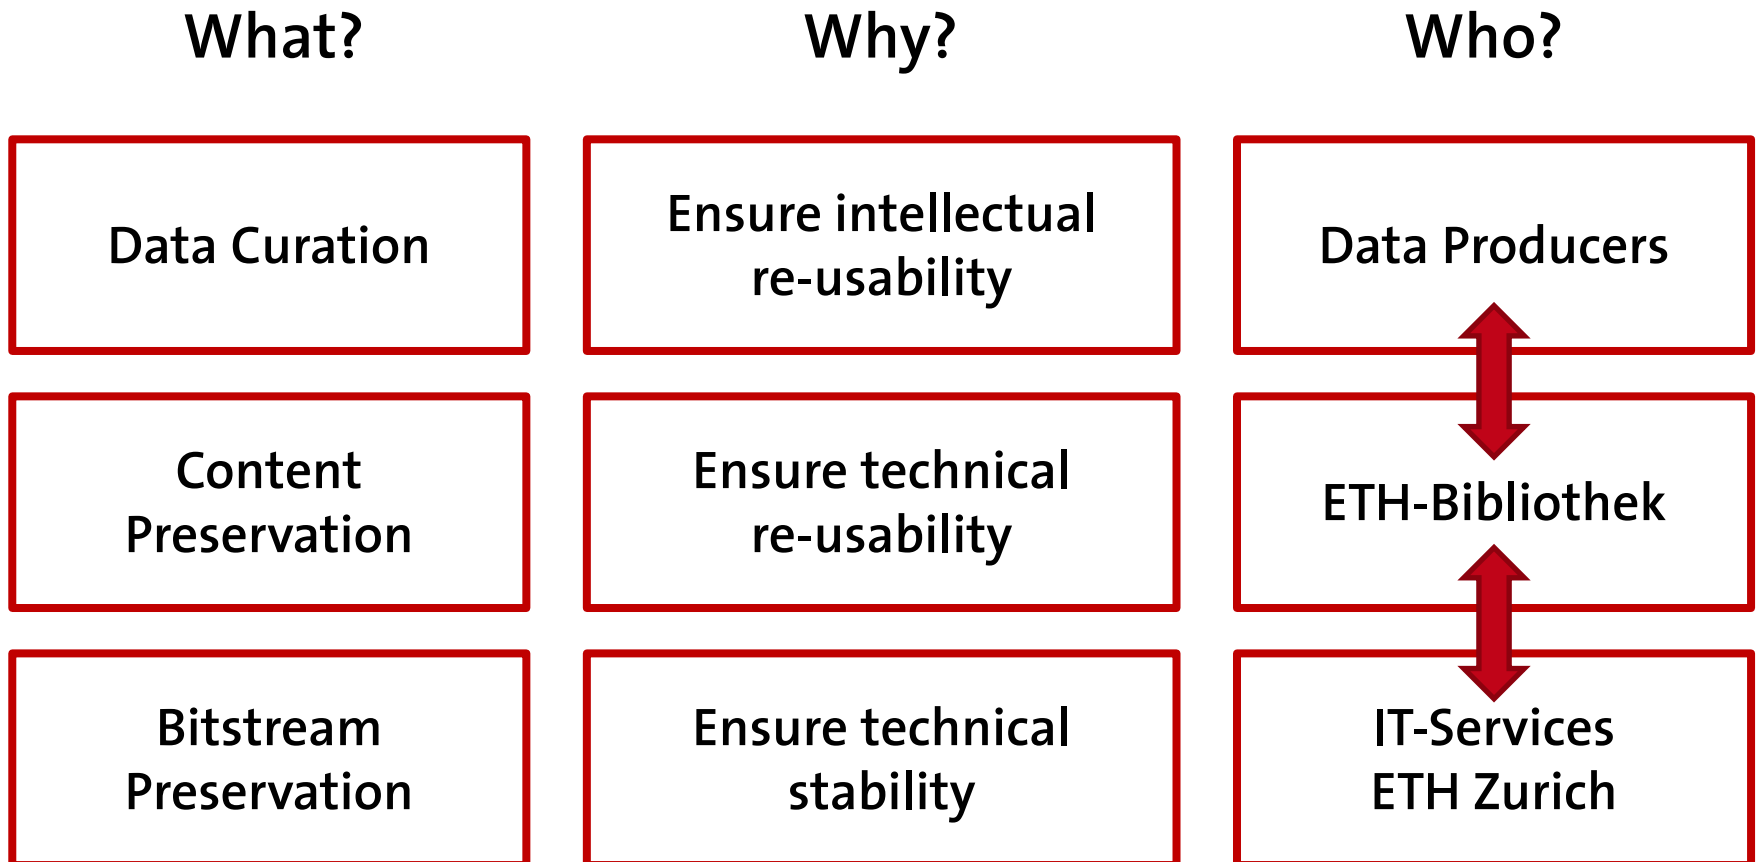 What?
Why?
Who?
Data Curation
Ensure intellectual
re-usability
Data Producers
Content
Preservation
Ensure technical
re-usability
ETH-Bibliothek
Bitstream
Preservation
Ensure technical
stability
IT-Services
ETH Zurich